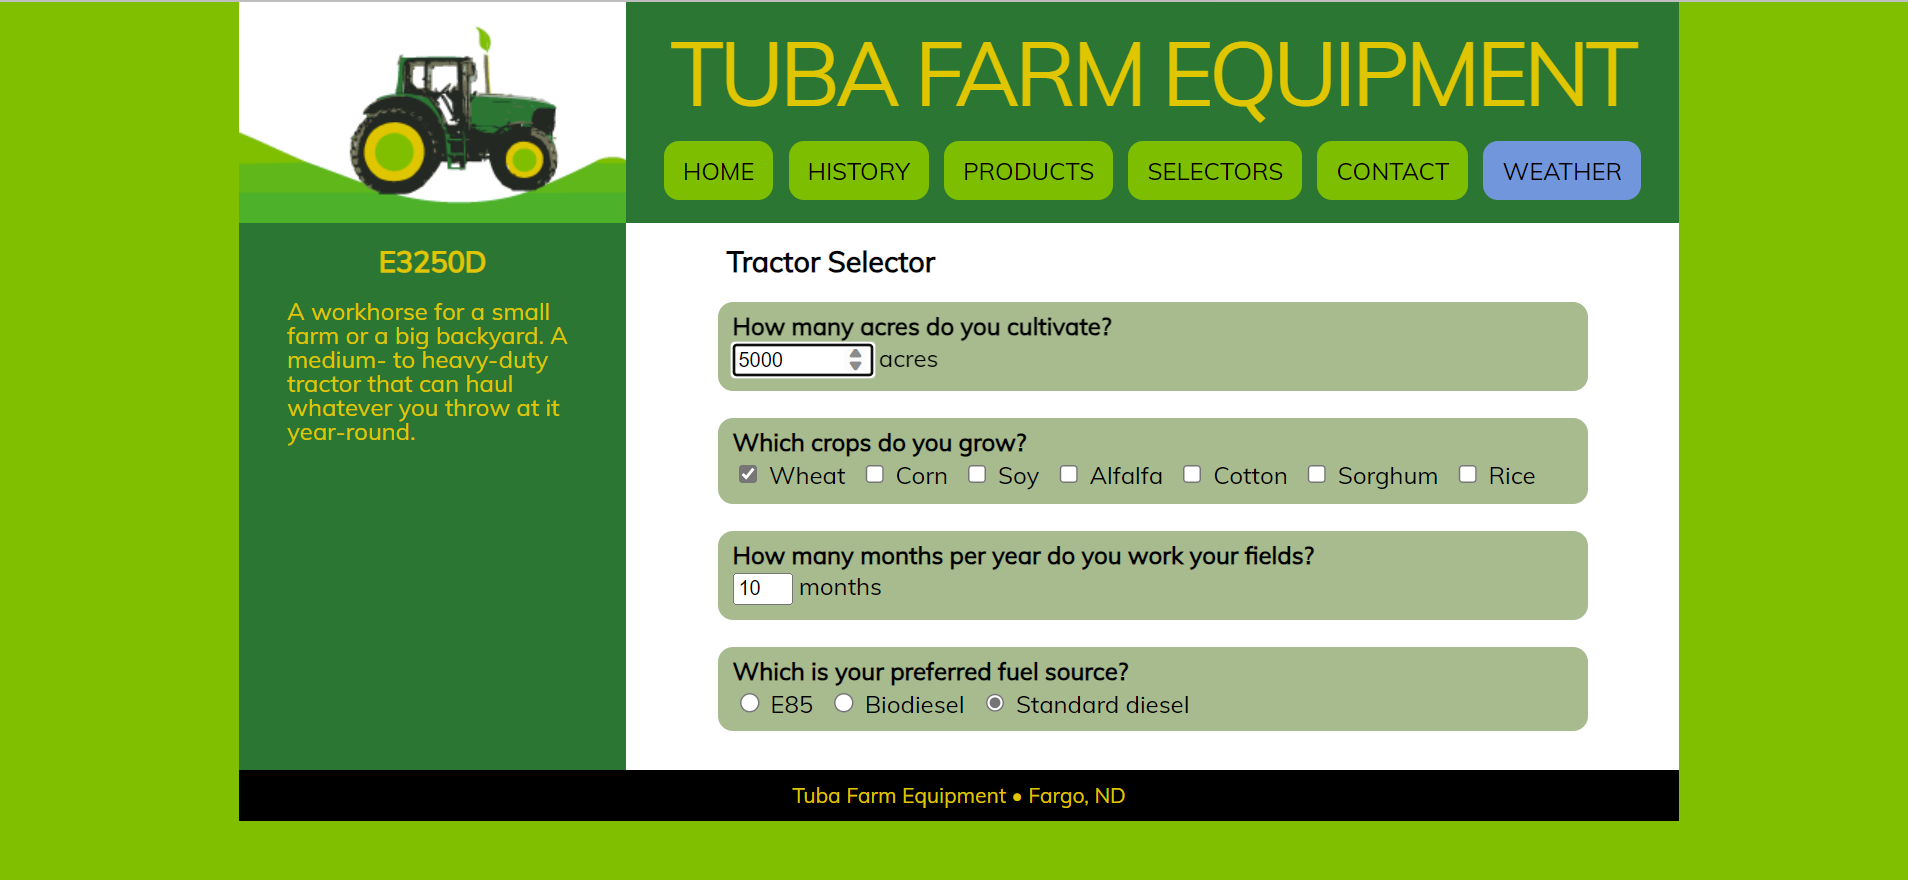 TUBA FARM EQUIPMENT
HOME HISTORY PRODUCTS SELECTORS CONTACT WEATHER
E3250D
A workhorse for a small
farm or a big backyard. A
medium- to heavy-duty
tractor that can haul
whatever you throw at it
year-round.
Tractor Selector
How many acres do you cultivate?
5000 acres
Which crops do you grow?
Wheat Corn Soy Alfalfa Cotton Sorghum Rice
How many months per year do you work your fields?
10 months
Which is your preferred fuel source?
E85 Biodiesel Standard diesel
Tuba Farm Equipment • Fargo, ND